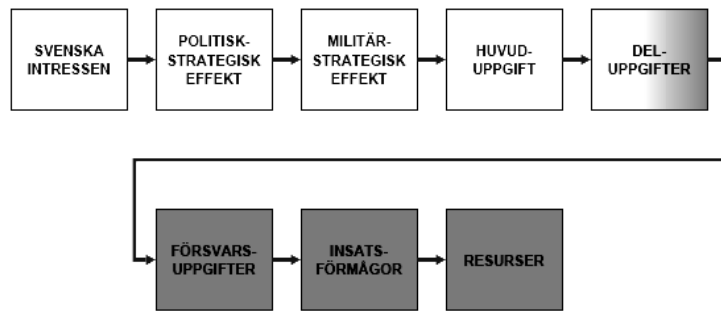 SVENSKA
INTRESSEN
POLITISK-
STRATEGISK
EFFEKT
MILITÄR-
STRATEGISK
EFFEKT
HUVUD-
UPPGIFT
DEL-
UPPGIFTER
FÖRSVARS-
UPPGIFTER
INSATS-
FÖRMÅGOR
RESURSER